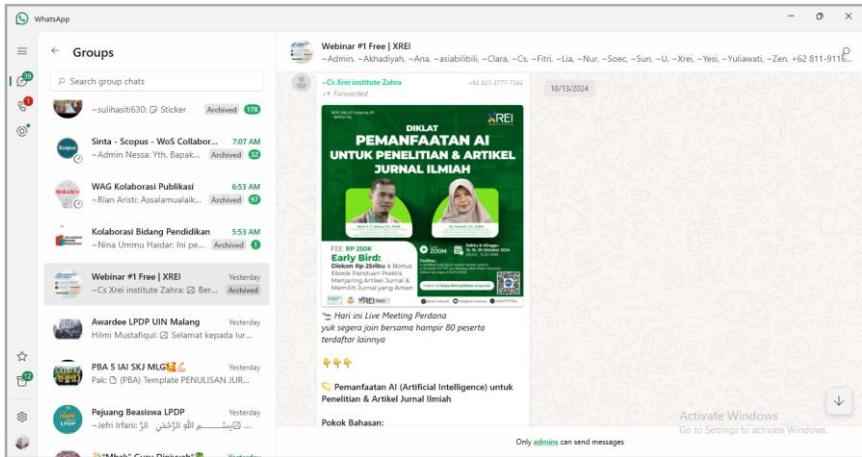 WhatsApp
Groups
Search group chats
39
1
12
~sulihasiti630: Sticker Archived 178
Sinta - Scopus - WoS Collabor... 7:07 AM
~Admin Nessa: Yth. Bapak... Archived 32
WAG Kolaborasi Publikasi 6:53 AM
~Rian Aristi: Assalamualaik... Archived 97
Kolaborasi Bidang Pendidikan 5:53 AM
~Nina Ummu Haidar: Ini pe... Archived 1
Webinar #1 Free | XREI Yesterday
~Cs Xrei institute Zahra: Ber... Archived
Awardee LPDP UIN Malang Yesterday
Hilmi Mustafiqul: Selamat kepada lur...
PBA 5 IAI SKJ MLG Yesterday
Pak: (PBA) Template PENULISAN JUR...
Pejuang Beasiswa LPDP Yesterday
~Jefri Irfani:
Webinar #1 Free | XREI
~Admin, ~Akhadiyah, ~Ana, ~asiabilibili, ~Clara, ~Cs, ~Fitri, ~Lia, ~Nur, ~Soec, ~Sun, ~U, ~Xrei, ~Yesi, ~Yuliawati, ~Zen, +62 811-9116...
10/13/2024
~Cs Xrei institute Zahra +62 821-3777-7342
Forwarded
XREI
DIKLAT
PEMANFAATAN AI
UNTUK PENELITIAN & ARTIKEL
JURNAL ILMIAH
FEE: RP 250K
Early Bird:
Diskon Rp 25ribu & Bonus
Ebook Panduan Praktis
Menjaring Artikel Jurnal &
Memilih Jurnal yang Aman
zoom
Sabtu & Minggu
XREI
Hari ini Live Meeting Perdana
yuk segera join bersama hampir 80 peserta
terdaftar lainnya
Pemanfaatan AI (Artificial Intelligence) untuk
Penelitian & Artikel Jurnal Ilmiah
Pokok Bahasan:
Only admins can send messages
Activate Windows
Go to Settings to activate Windows.